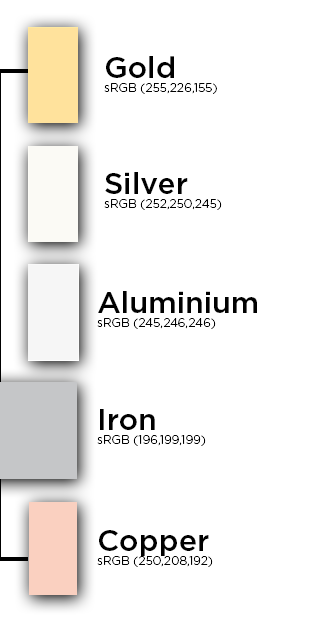 Gold
sRGB (255,226,155)
Silver
sRGB (252,250,245)
Aluminium
sRGB (245,246,246)
Iron
sRGB (196,199,199)
Copper
sRGB (250,208,192)